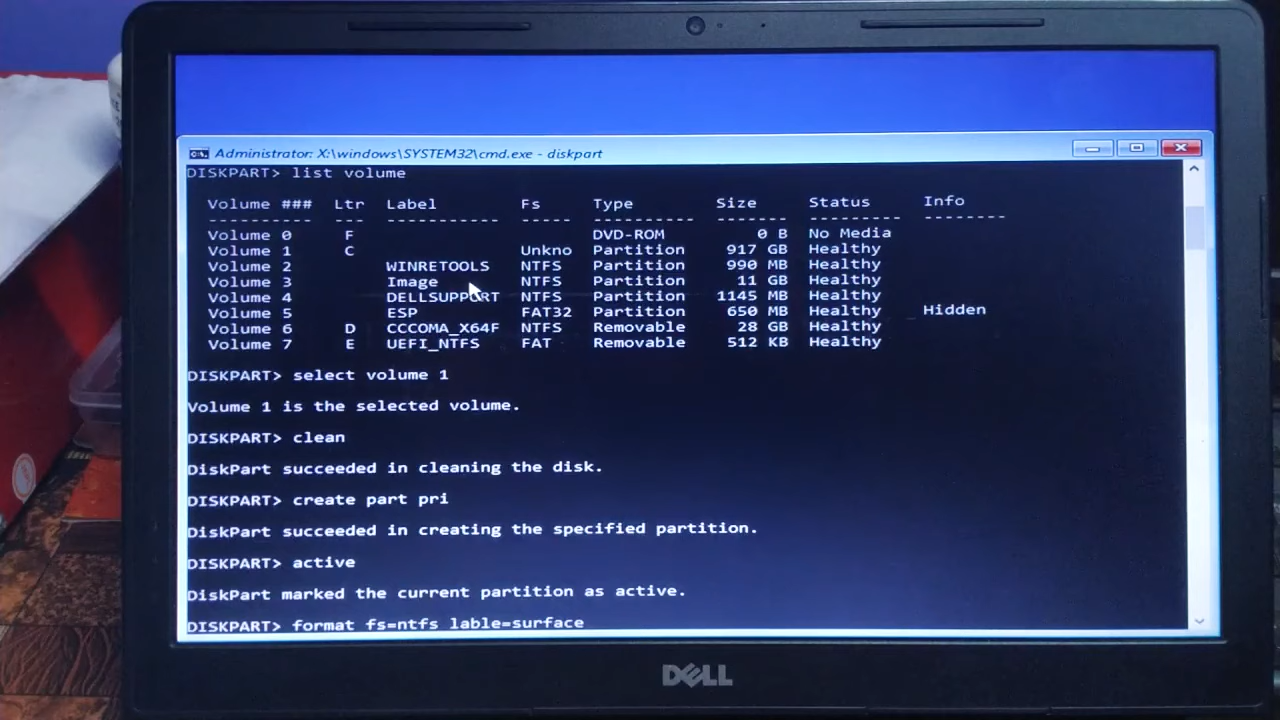 Administrator: X:\windows\SYSTEM32\cmd.exe - diskpart
DISKPART> list volume
Volume ### Ltr Label Fs Type Size Status Info
---------- --- ----------- ----- ---------- ------- --------- --------
Volume 0 F DVD-ROM 0 B No Media
Volume 1 C Unkno Partition 917 GB Healthy
Volume 2 WINRETOOLS NTFS Partition 990 MB Healthy
Volume 3 Image NTFS Partition 11 GB Healthy
Volume 4 DELLSUPPORT NTFS Partition 1145 MB Healthy
Volume 5 ESP FAT32 Partition 650 MB Healthy Hidden
Volume 6 D CCCOMA_X64F NTFS Removable 28 GB Healthy
Volume 7 E UEFI_NTFS FAT Removable 512 KB Healthy
DISKPART> select volume 1
Volume 1 is the selected volume.
DISKPART> clean
DiskPart succeeded in cleaning the disk.
DISKPART> create part pri
DiskPart succeeded in creating the specified partition.
DISKPART> active
DiskPart marked the current partition as active.
DISKPART> format fs=ntfs lable=surface
DELL